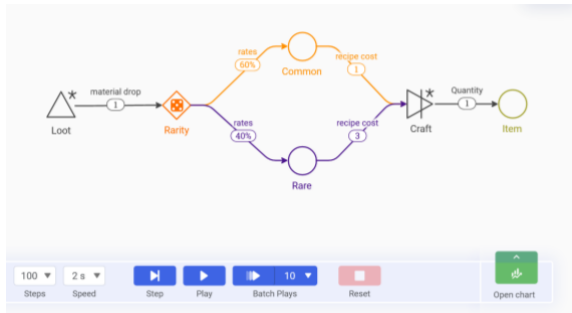 rates
60%
Common
recipe cost
1
material drop
1
Loot
Rarity
Quantity
1
Craft
Item
rates
40%
recipe cost
3
Rare
100
2 s
10
Steps
Speed
Step
Play
Batch Plays
Reset
Open chart